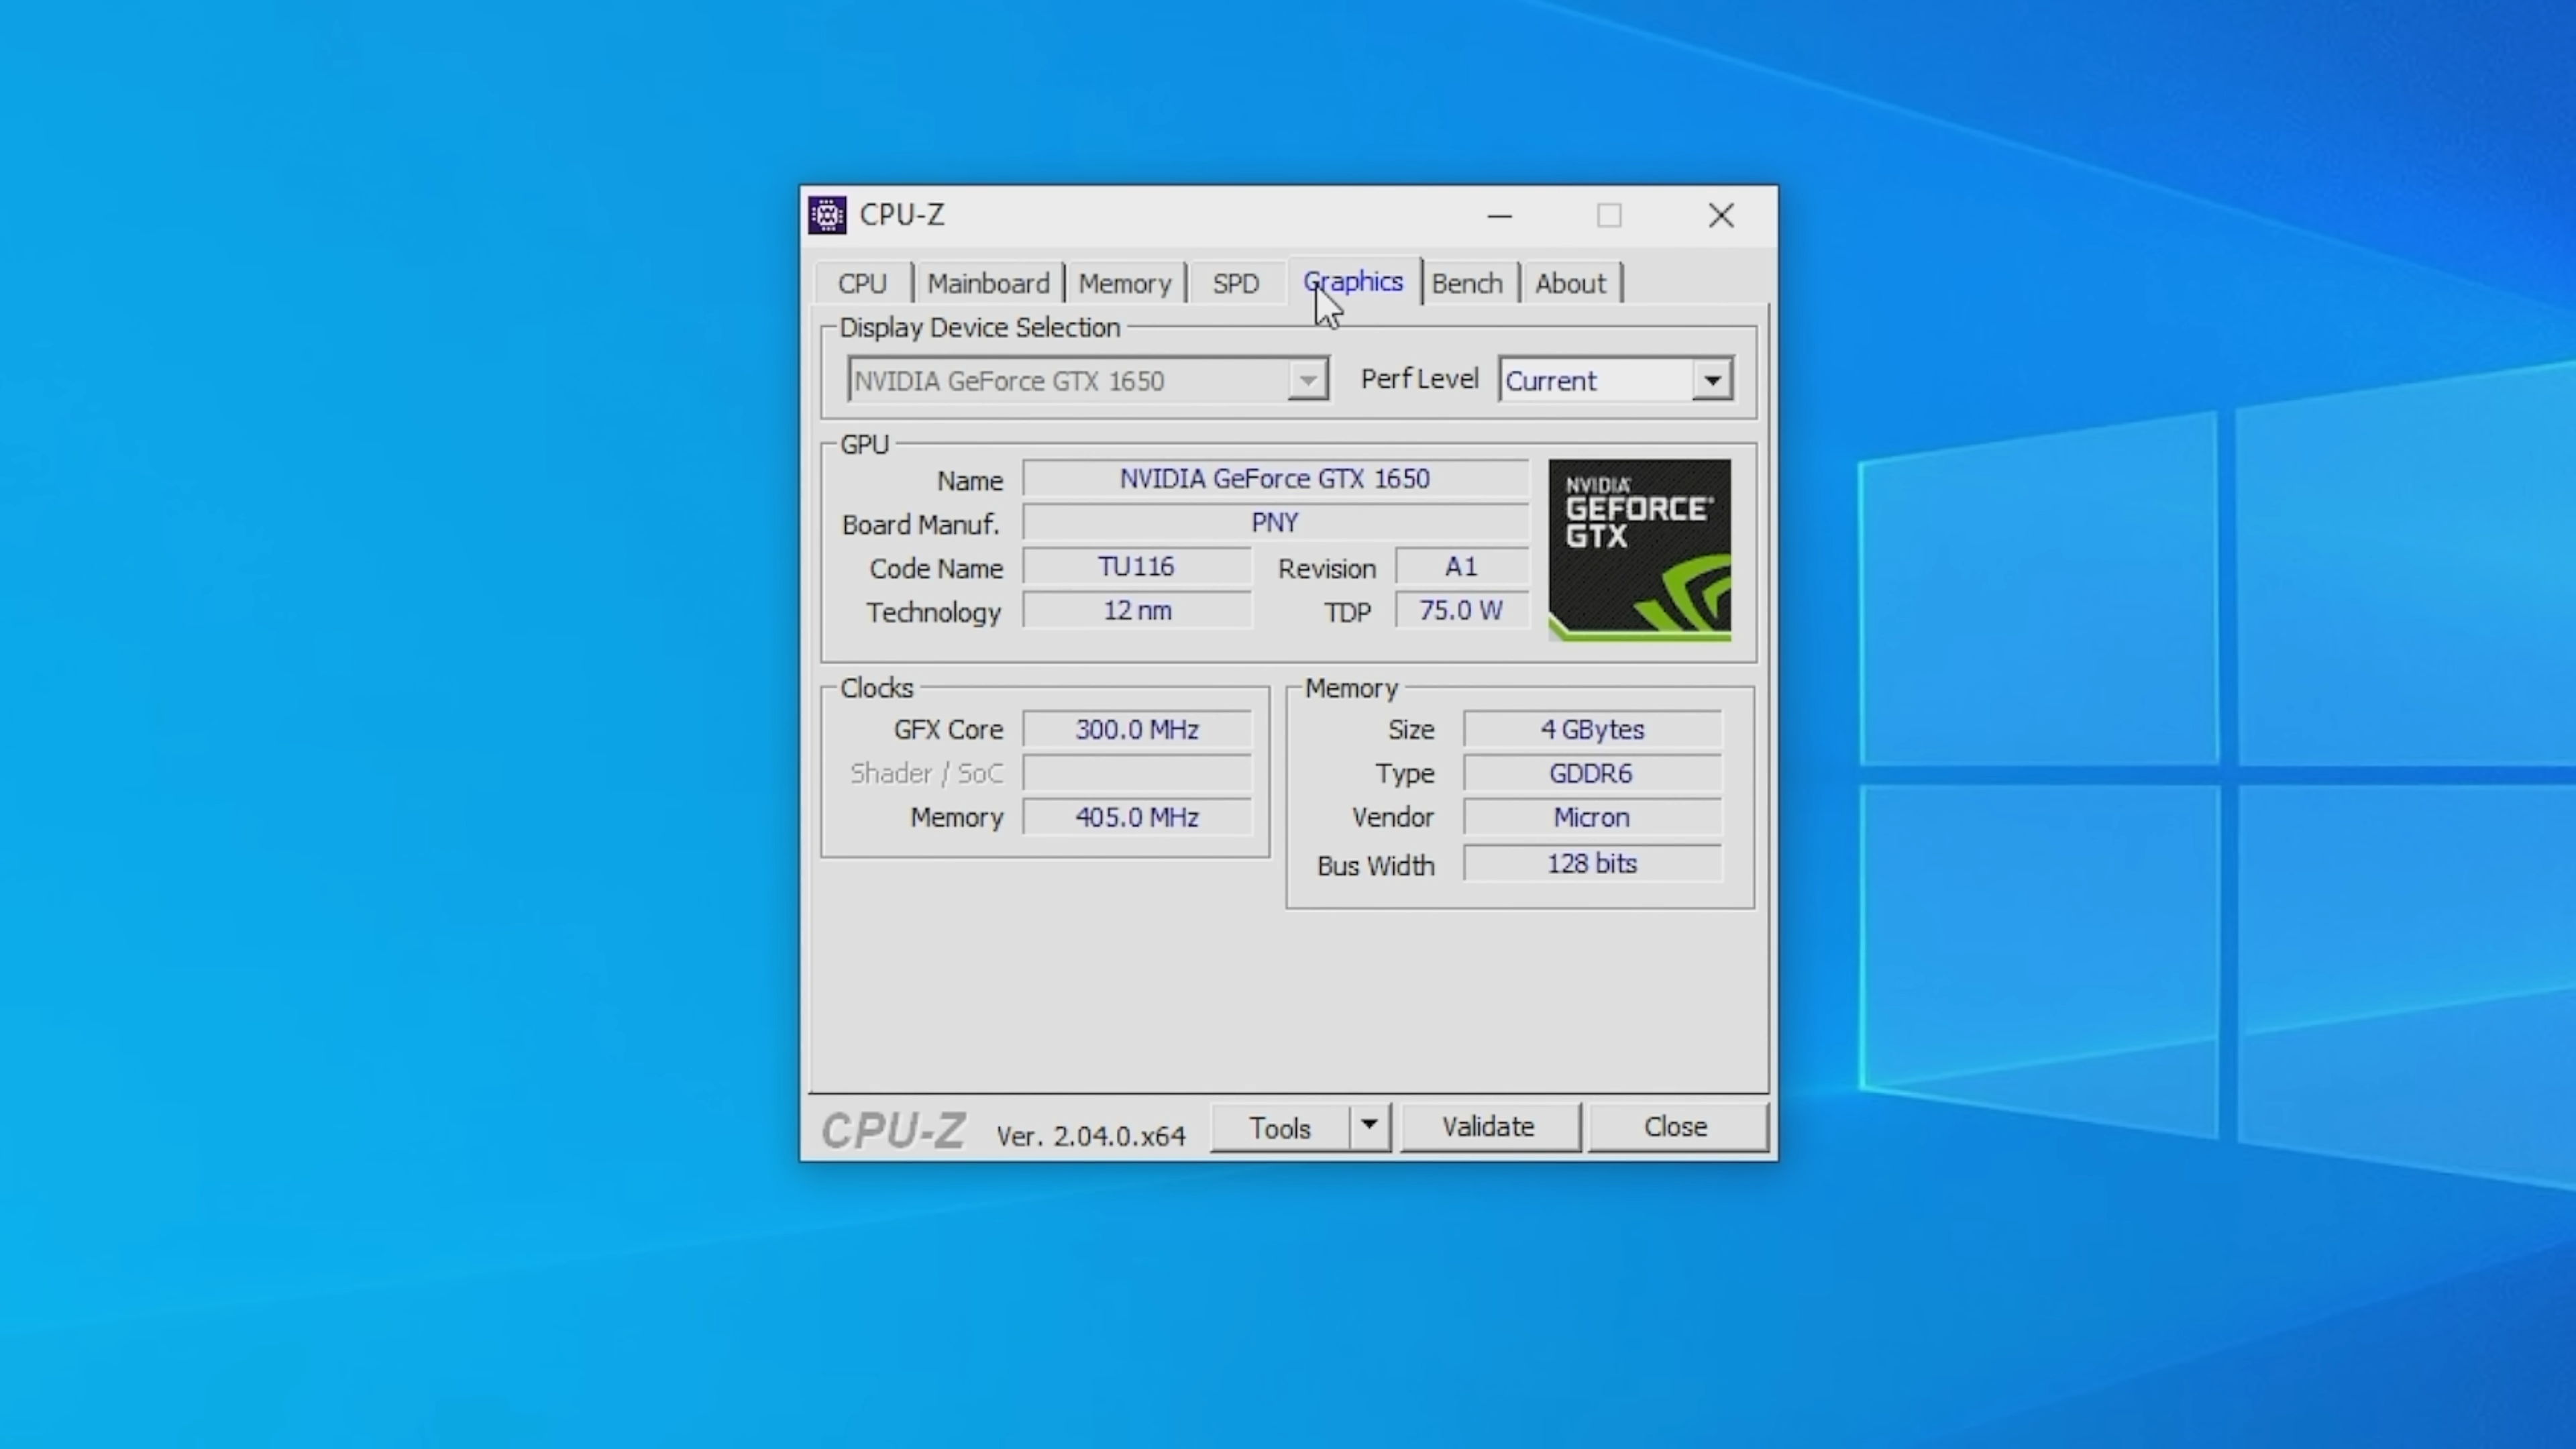 CPU-Z
CPU Mainboard Memory SPD Graphics Bench About
Display Device Selection
NVIDIA GeForce GTX 1650 Perf Level Current
GPU
Name NVIDIA GeForce GTX 1650
Board Manuf. PNY
Code Name TU116 Revision A1
Technology 12 nm TDP 75.0 W
NVIDIA
GEFORCE
GTX
Clocks
GFX Core 300.0 MHz
Shader / SoC
Memory 405.0 MHz
Memory
Size 4 GBytes
Type GDDR6
Vendor Micron
Bus Width 128 bits
CPU-Z Ver. 2.04.0.x64 Tools Validate Close